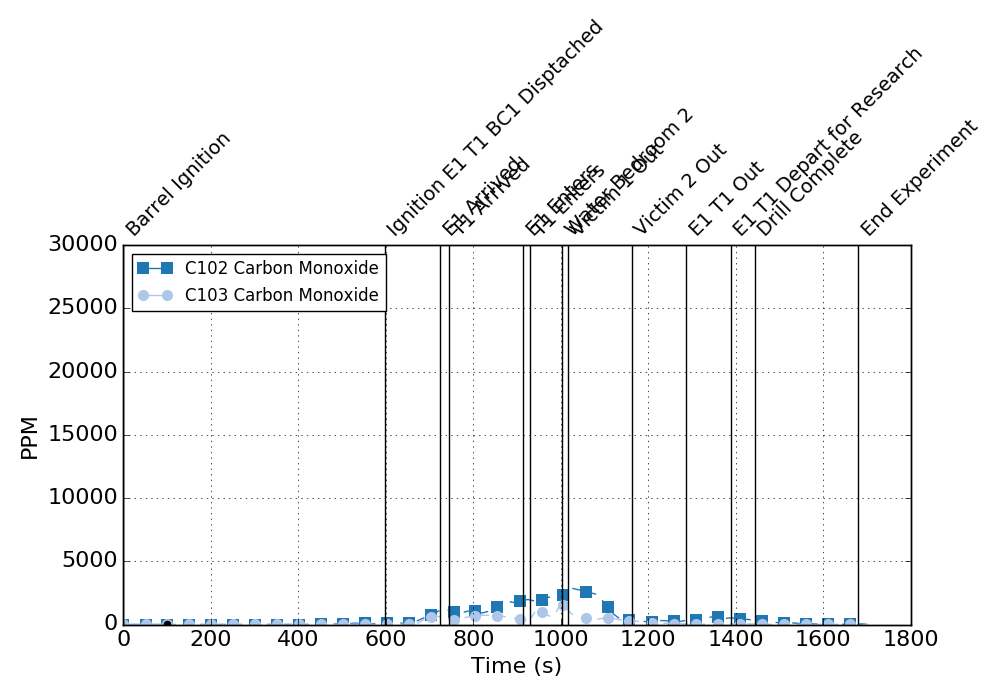 Barrel Ignition
Ignition E1 T1 BC1 Disptached
E1 Arrived
T1 Arrived
E1 Enters
T1 Enters
Water Bedroom 2
Victim 1 Out
Victim 2 Out
E1 T1 Out
E1 T1 Depart for Research
Drill Complete
End Experiment
30000
25000
20000
15000
10000
5000
0
PPM
C102 Carbon Monoxide
C103 Carbon Monoxide
0 200 400 600 800 1000 1200 1400 1600 1800
Time (s)